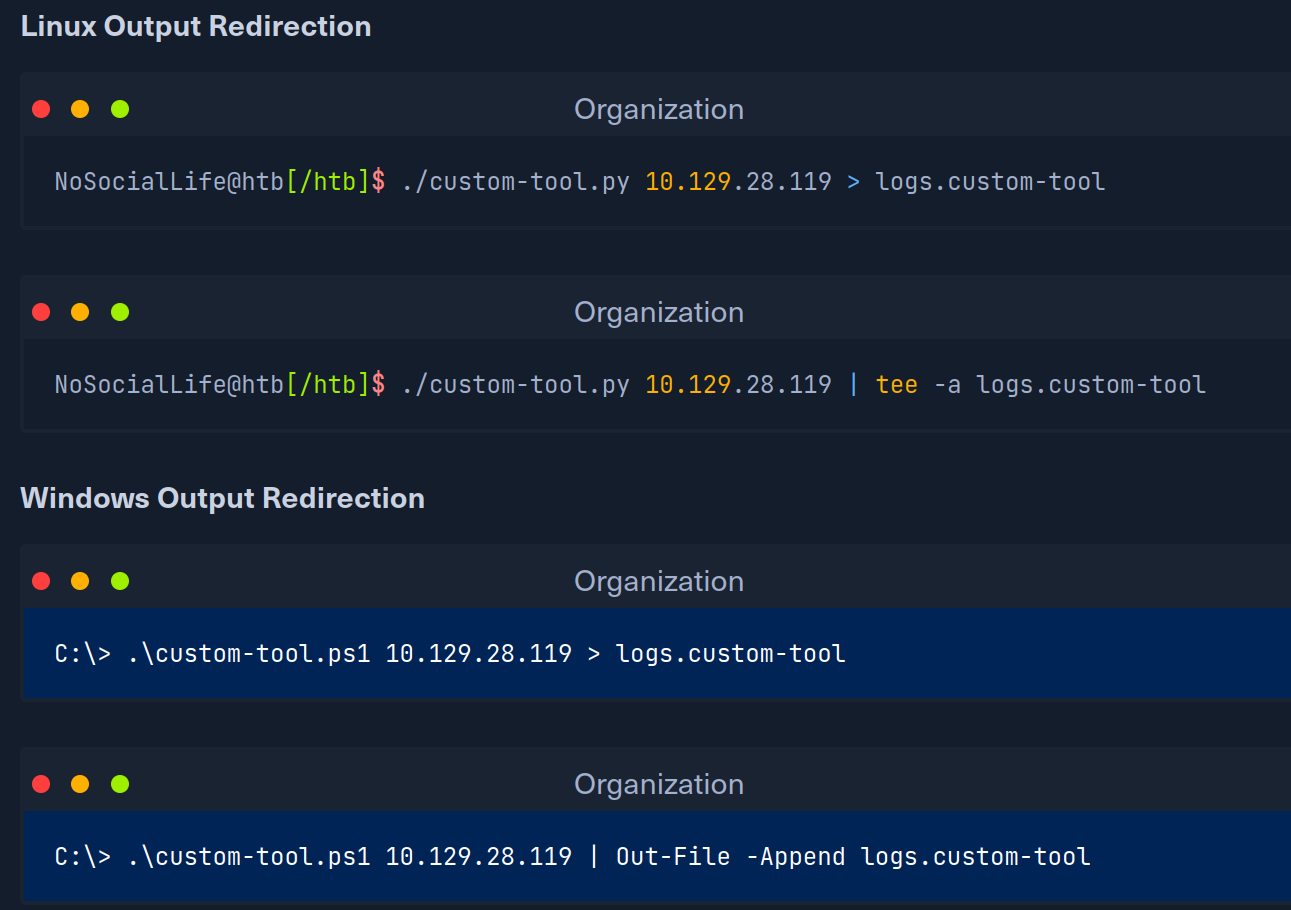 Linux Output Redirection
Organization
NoSocialLife@htb[/htb]$ ./custom-tool.py 10.129.28.119 > logs.custom-tool
Organization
NoSocialLife@htb[/htb]$ ./custom-tool.py 10.129.28.119 | tee -a logs.custom-tool
Windows Output Redirection
Organization
C:\> .\custom-tool.ps1 10.129.28.119 > logs.custom-tool
Organization
C:\> .\custom-tool.ps1 10.129.28.119 | Out-File -Append logs.custom-tool